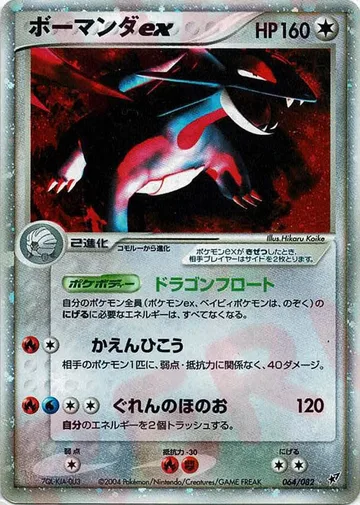 ボーマンダex HP160
Illus.Hikaru Koike
2進化 コモルーから進化
ポケモンexがきぜつしたとき、
相手プレイヤーはサイドを2枚とります。
ポケボディー ドラゴンフロート
自分のポケモン全員(ポケモンex、ベイビィポケモンは、のぞく)の
にげるに必要なエネルギーは、すべてなくなる。
かえんひこう
相手のポケモン1匹に、弱点・抵抗力に関係なく、40ダメージ。
ぐれんのほのお 120
自分のエネルギーを2個トラッシュする。
弱点 抵抗力 -30 にげる
©2004 Pokémon/Nintendo/Creatures/GAME FREAK 064/082